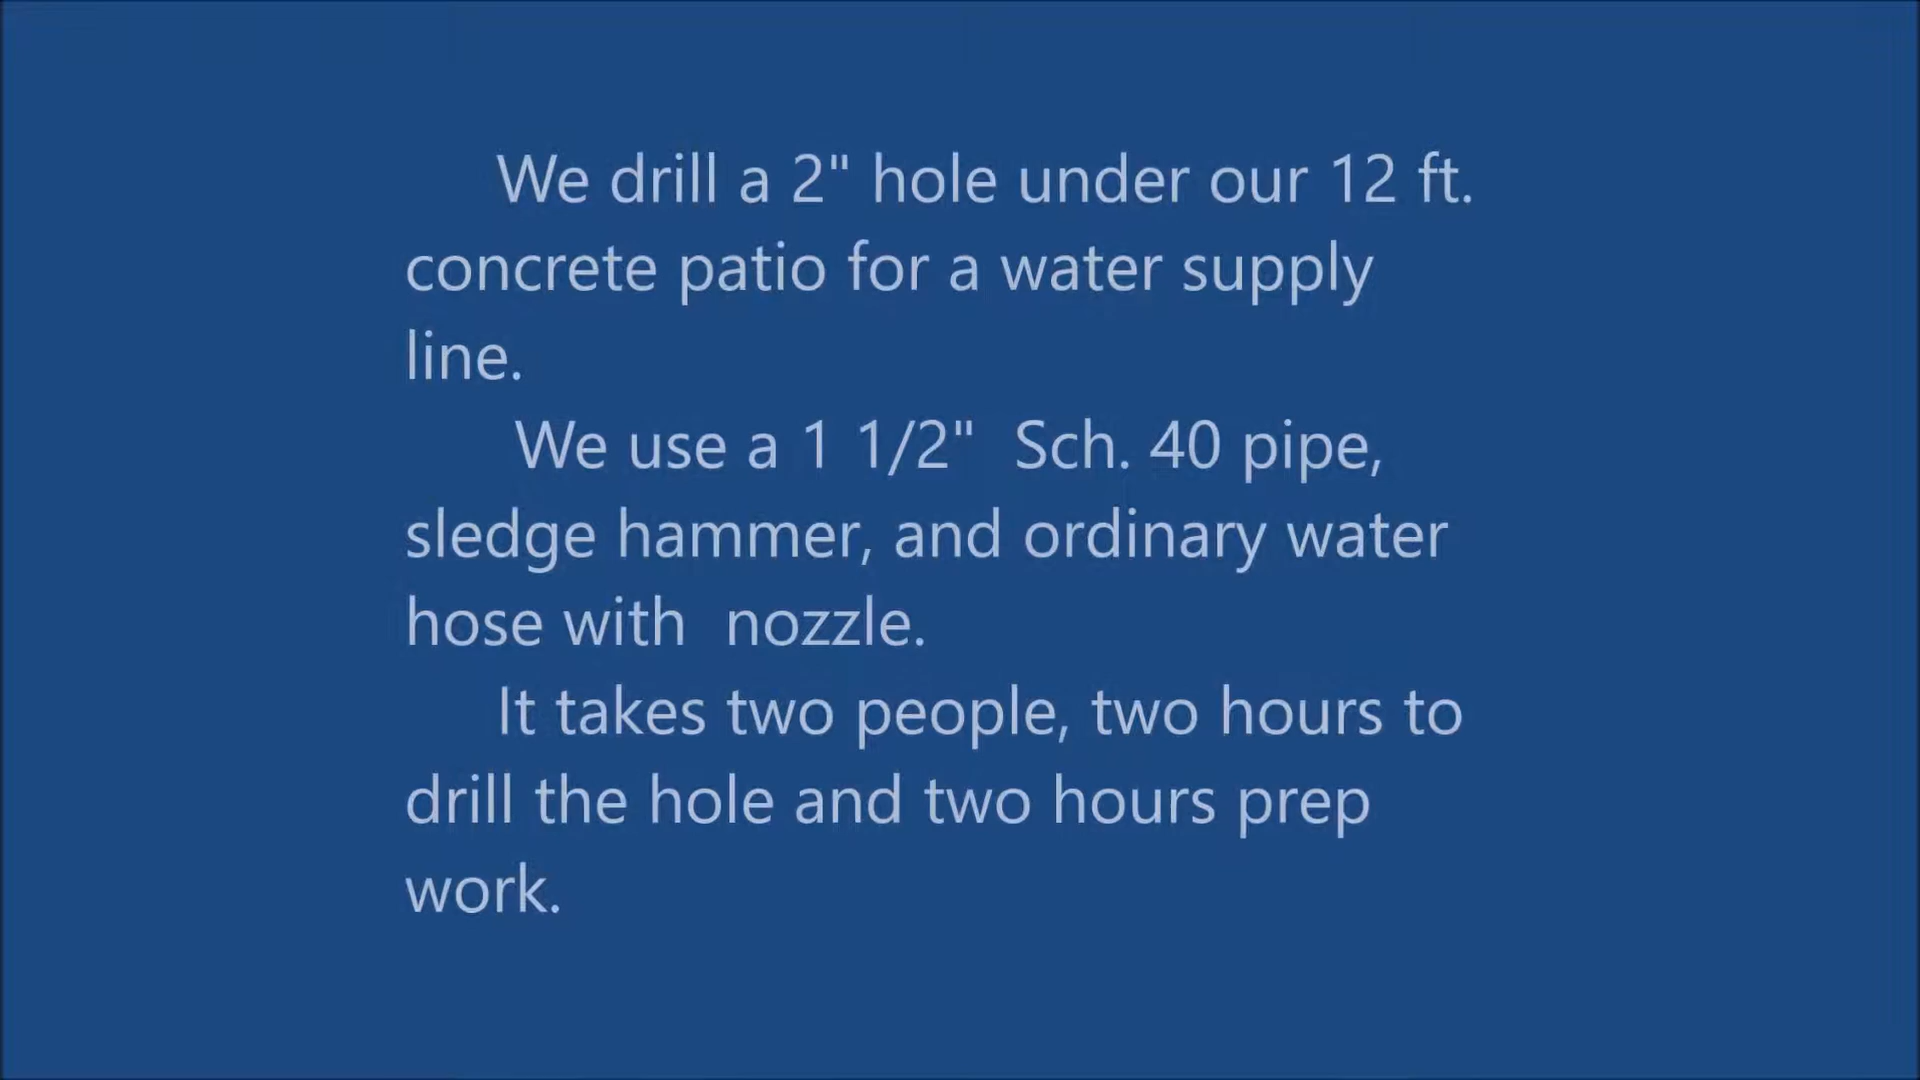 We drill a 2" hole under our 12 ft.
concrete patio for a water supply
line.
We use a 1 1/2"  Sch. 40 pipe,
sledge hammer, and ordinary water
hose with  nozzle.
It takes two people, two hours to
drill the hole and two hours prep
work.